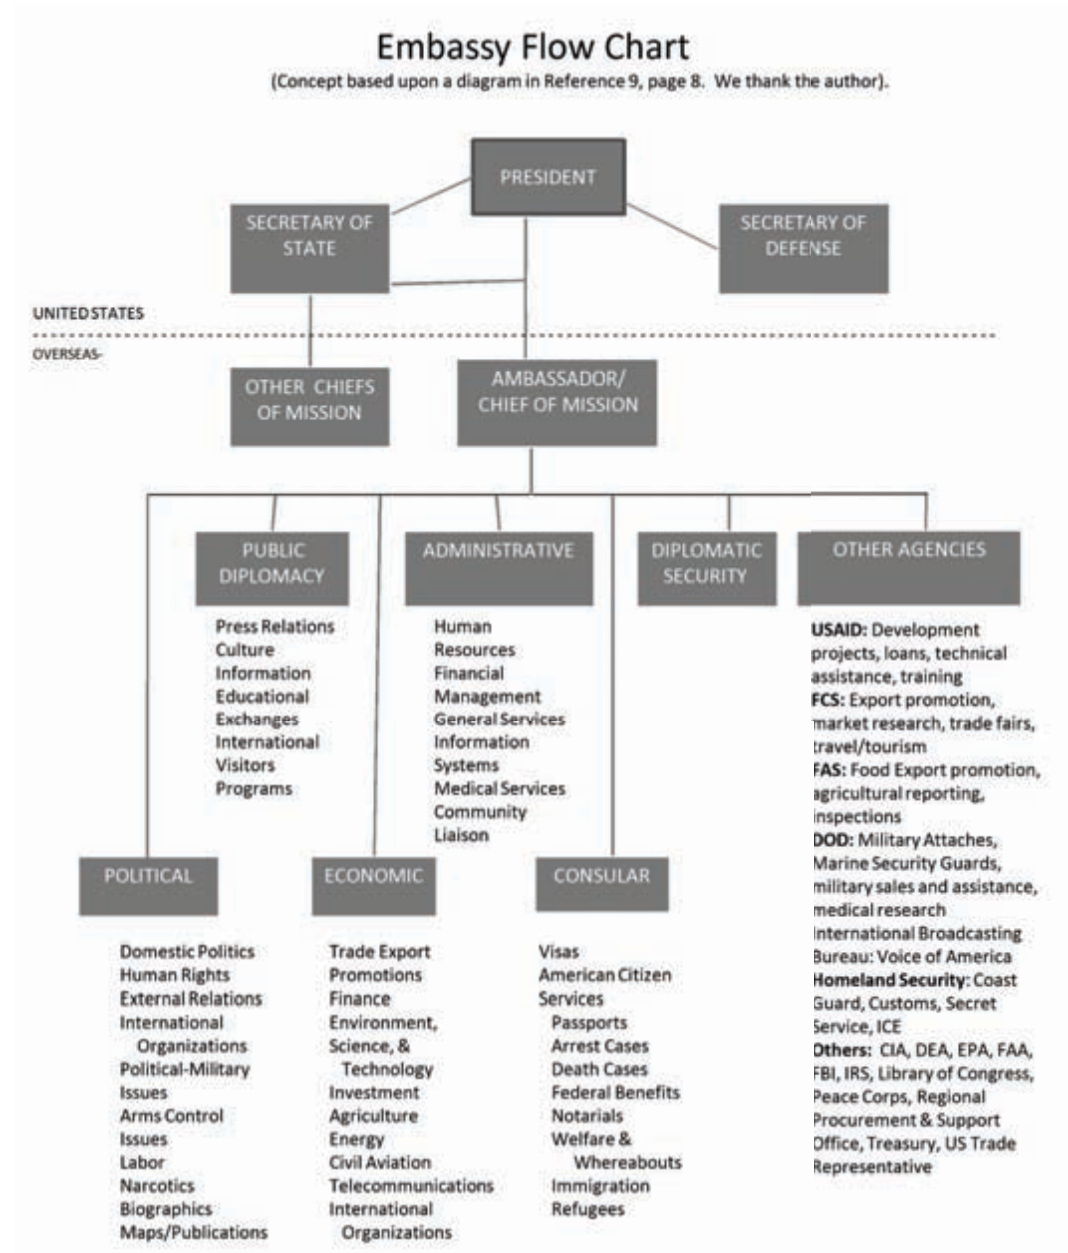 Embassy Flow Chart
(Concept based upon a diagram in Reference 9, page 8. We thank the author).
PRESIDENT
SECRETARY OF
STATE
SECRETARY OF
DEFENSE
UNITED STATES
OVERSEAS-
OTHER CHIEFS
OF MISSION
AMBASSADOR/
CHIEF OF MISSION
PUBLIC
DIPLOMACY
Press Relations
Culture
Information
Educational
Exchanges
International
Visitors
Programs
ADMINISTRATIVE
Human
Resources
Financial
Management
General Services
Information
Systems
Medical Services
Community
Liaison
DIPLOMATIC
SECURITY
OTHER AGENCIES
USAID: Development
projects, loans, technical
assistance, training
FCS: Export promotion,
market research, trade fairs,
travel/tourism
FAS: Food Export promotion,
agricultural reporting,
inspections
DOD: Military Attaches,
Marine Security Guards,
military sales and assistance,
medical research
International Broadcasting
Bureau: Voice of America
Homeland Security: Coast
Guard, Customs, Secret
Service, ICE
Others: CIA, DEA, EPA, FAA,
FBI, IRS, Library of Congress,
Peace Corps, Regional
Procurement & Support
Office, Treasury, US Trade
Representative
POLITICAL
Domestic Politics
Human Rights
External Relations
International
Organizations
Political-Military
Issues
Arms Control
Issues
Labor
Narcotics
Biographics
Maps/Publications
ECONOMIC
Trade Export
Promotions
Finance
Environment,
Science, &
Technology
Investment
Agriculture
Energy
Civil Aviation
Telecommunications
International
Organizations
CONSULAR
Visas
American Citizen
Services
Passports
Arrest Cases
Death Cases
Federal Benefits
Notarials
Welfare &
Whereabouts
Immigration
Refugees